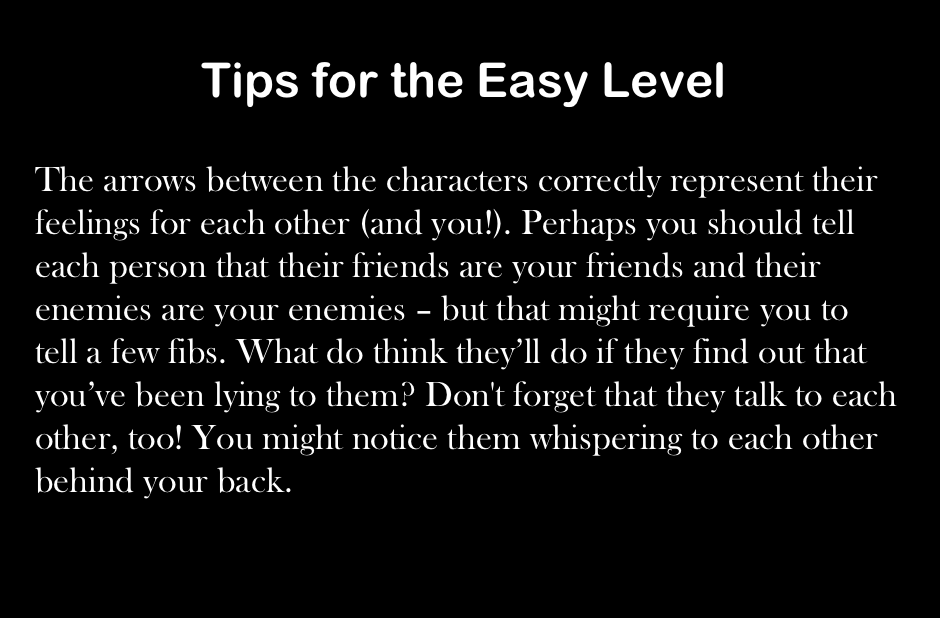 Tips for the Easy Level
The arrows between the characters correctly represent their
feelings for each other (and you!). Perhaps you should tell
each person that their friends are your friends and their
enemies are your enemies – but that might require you to
tell a few fibs. What do think they’ll do if they find out that
you’ve been lying to them? Don't forget that they talk to each
other, too! You might notice them whispering to each other
behind your back.